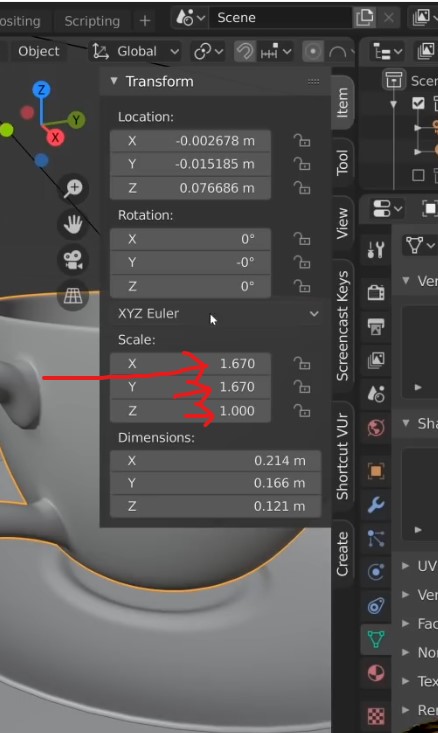 ositing
Scripting
+
Scene
Object
Global
Transform
Location:
X -0.002678 m
Y -0.015185 m
Z 0.076686 m
Rotation:
X 0°
Y -0°
Z 0°
XYZ Euler
Scale:
X 1.670
Y 1.670
Z 1.000
Dimensions:
X 0.214 m
Y 0.166 m
Z 0.121 m
Z
Y
X
Item
Tool
View
Screencast Keys
Shortcut VUr
Create
Scen
Ver
Sha
UV
Ver
Fac
Nor
Tex
Rer